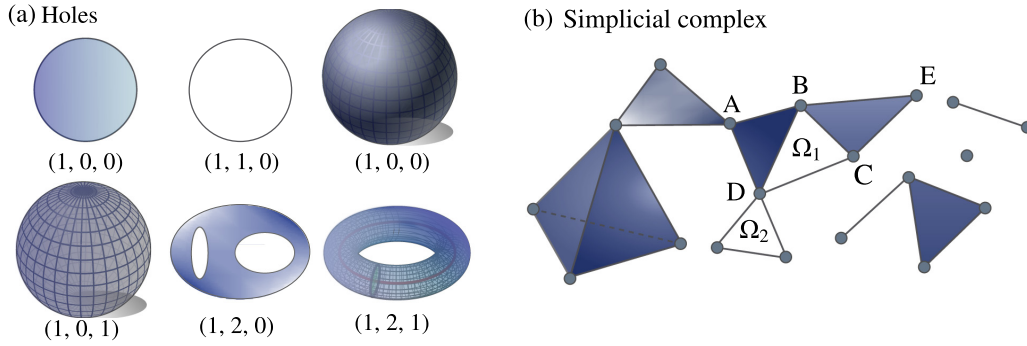 (a) Holes
(1, 0, 0)
(1, 1, 0)
(1, 0, 0)
(1, 0, 1)
(1, 2, 0)
(1, 2, 1)
(b) Simplicial complex
A
B
E
Ω₁
C
D
Ω₂